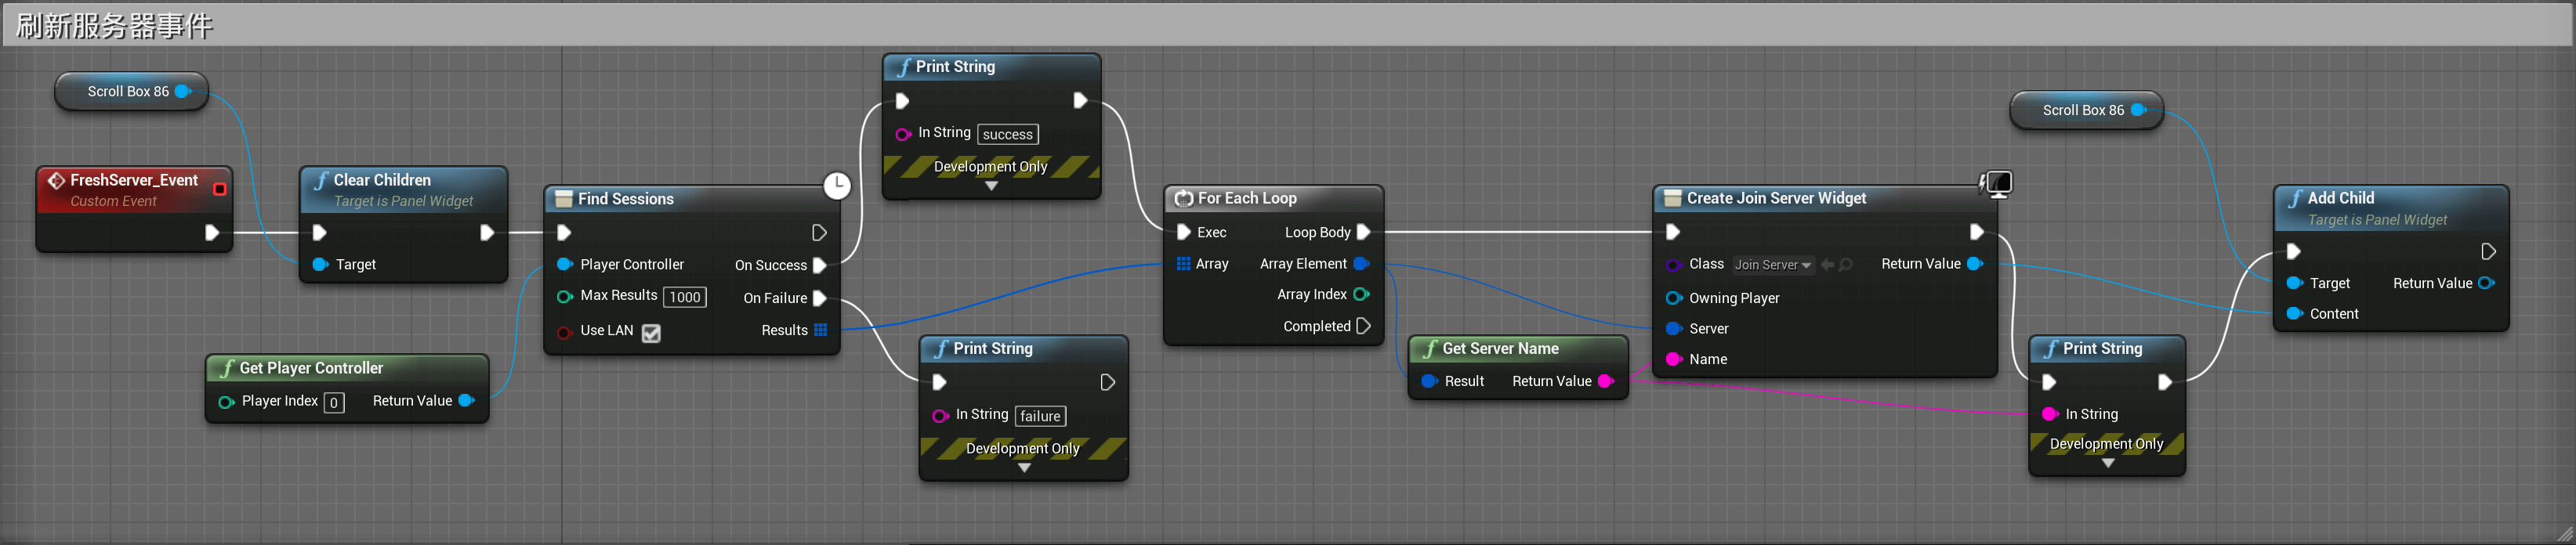 刷新服务器事件
Scroll Box 86
FreshServer_Event
Custom Event
Clear Children
Target is Panel Widget
Target
Get Player Controller
Player Index 0
Return Value
Find Sessions
Player Controller
Max Results 1000
Use LAN
On Success
On Failure
Results
Print String
In String success
Development Only
Print String
In String failure
Development Only
For Each Loop
Exec
Loop Body
Array
Array Element
Array Index
Completed
Get Server Name
Result
Return Value
Create Join Server Widget
Class Join Server
Return Value
Owning Player
Server
Name
Scroll Box 86
Print String
In String
Development Only
Add Child
Target is Panel Widget
Target
Return Value
Content